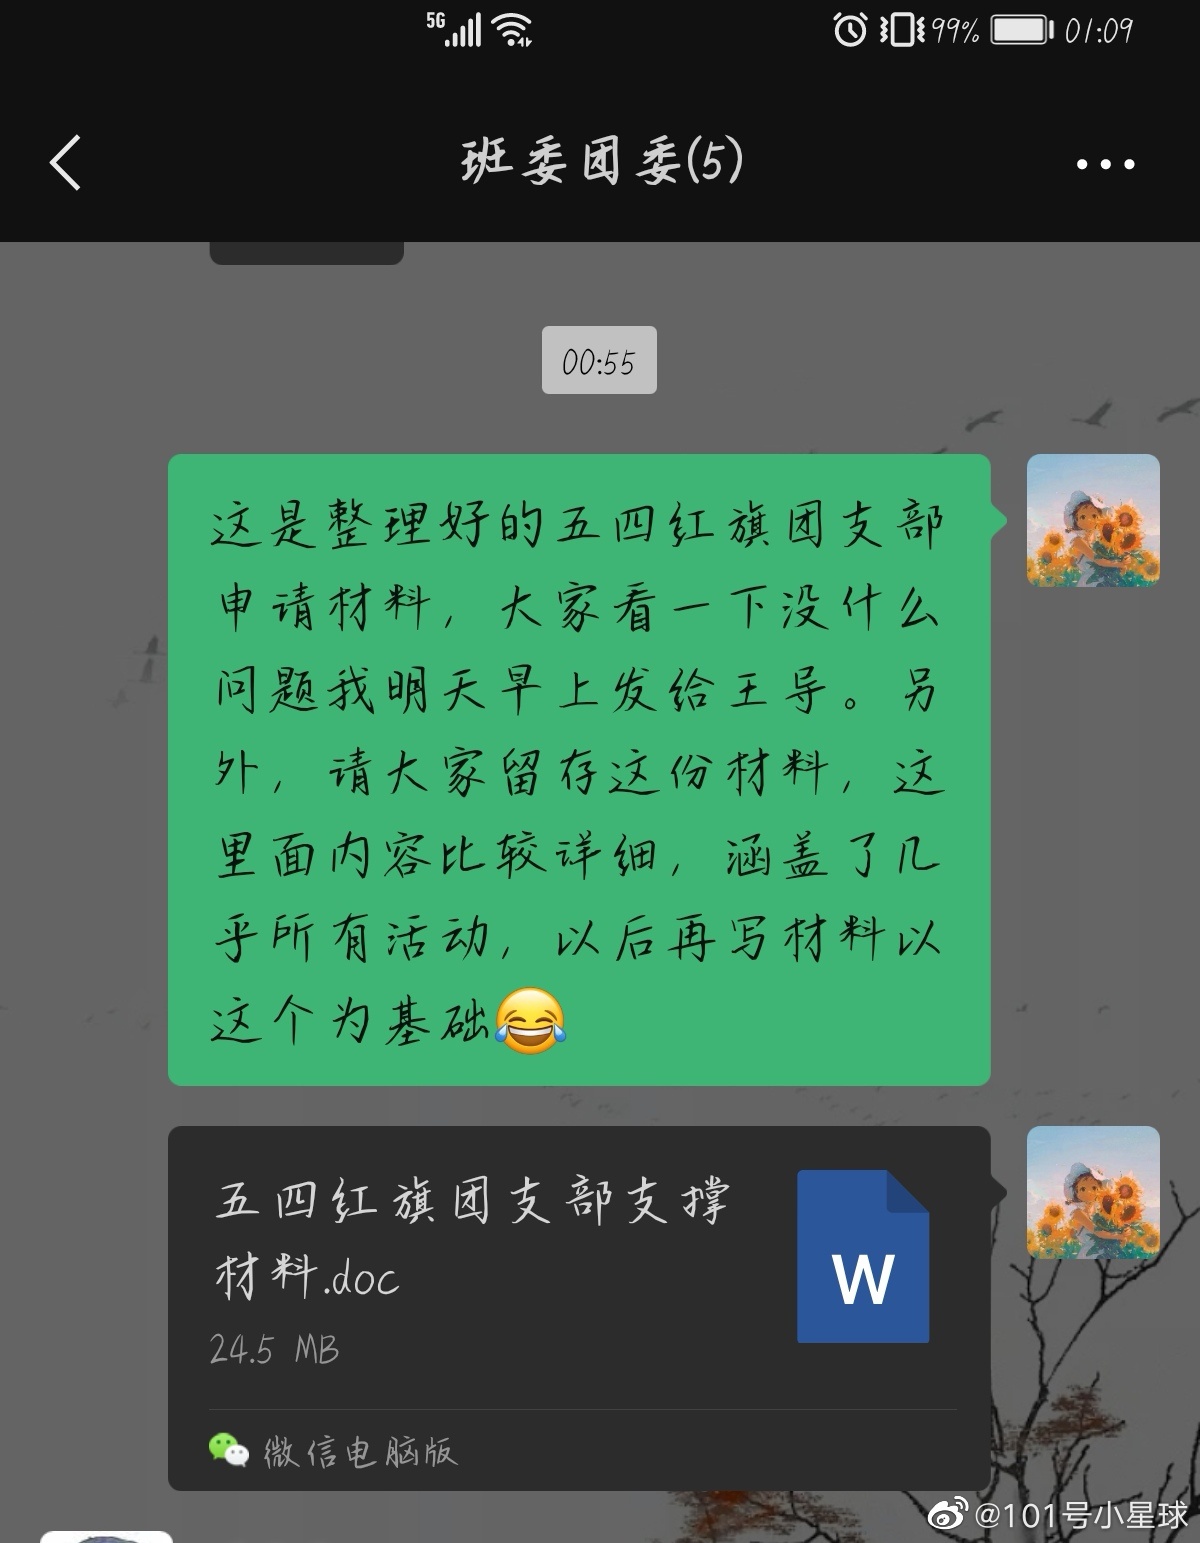 5G 99% 01:09
班委团委(5)
00:55
这是整理好的五四红旗团支部
申请材料，大家看一下没什么
问题我明天早上发给王导。另
外，请大家留存这份材料，这
里面内容比较详细，涵盖了几
乎所有活动，以后再写材料以
这个为基础😂
五四红旗团支部支撑
材料.doc
W
24.5 MB
微信电脑版
@101号小星球